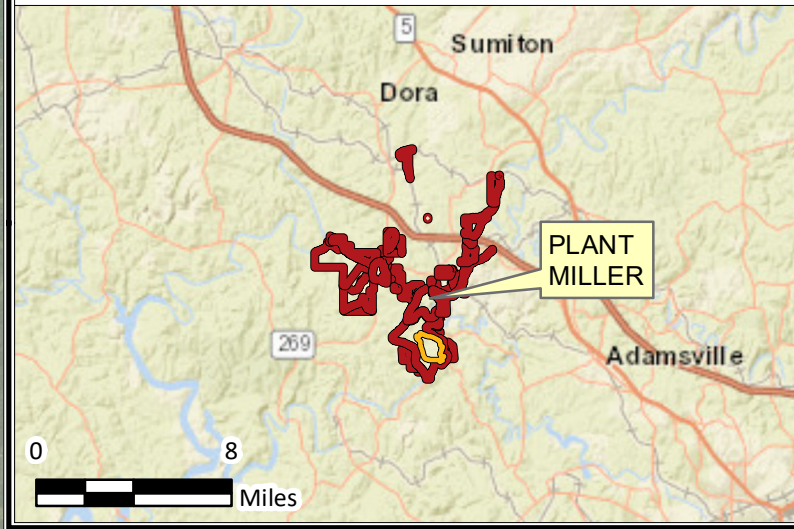 5
Sumiton
Dora
PLANT
MILLER
269
Adamsville
0 8
Miles